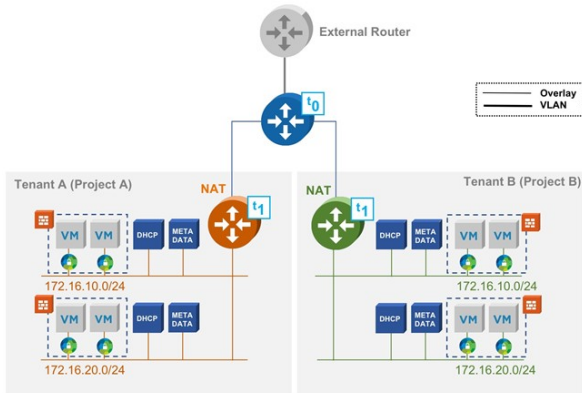 External Router
t0
Overlay
VLAN
Tenant A (Project A)
NAT
t1
VM
VM
DHCP
META
DATA
172.16.10.0/24
VM
VM
DHCP
META
DATA
172.16.20.0/24
Tenant B (Project B)
NAT
t1
DHCP
META
DATA
VM
VM
172.16.10.0/24
DHCP
META
DATA
VM
VM
172.16.20.0/24